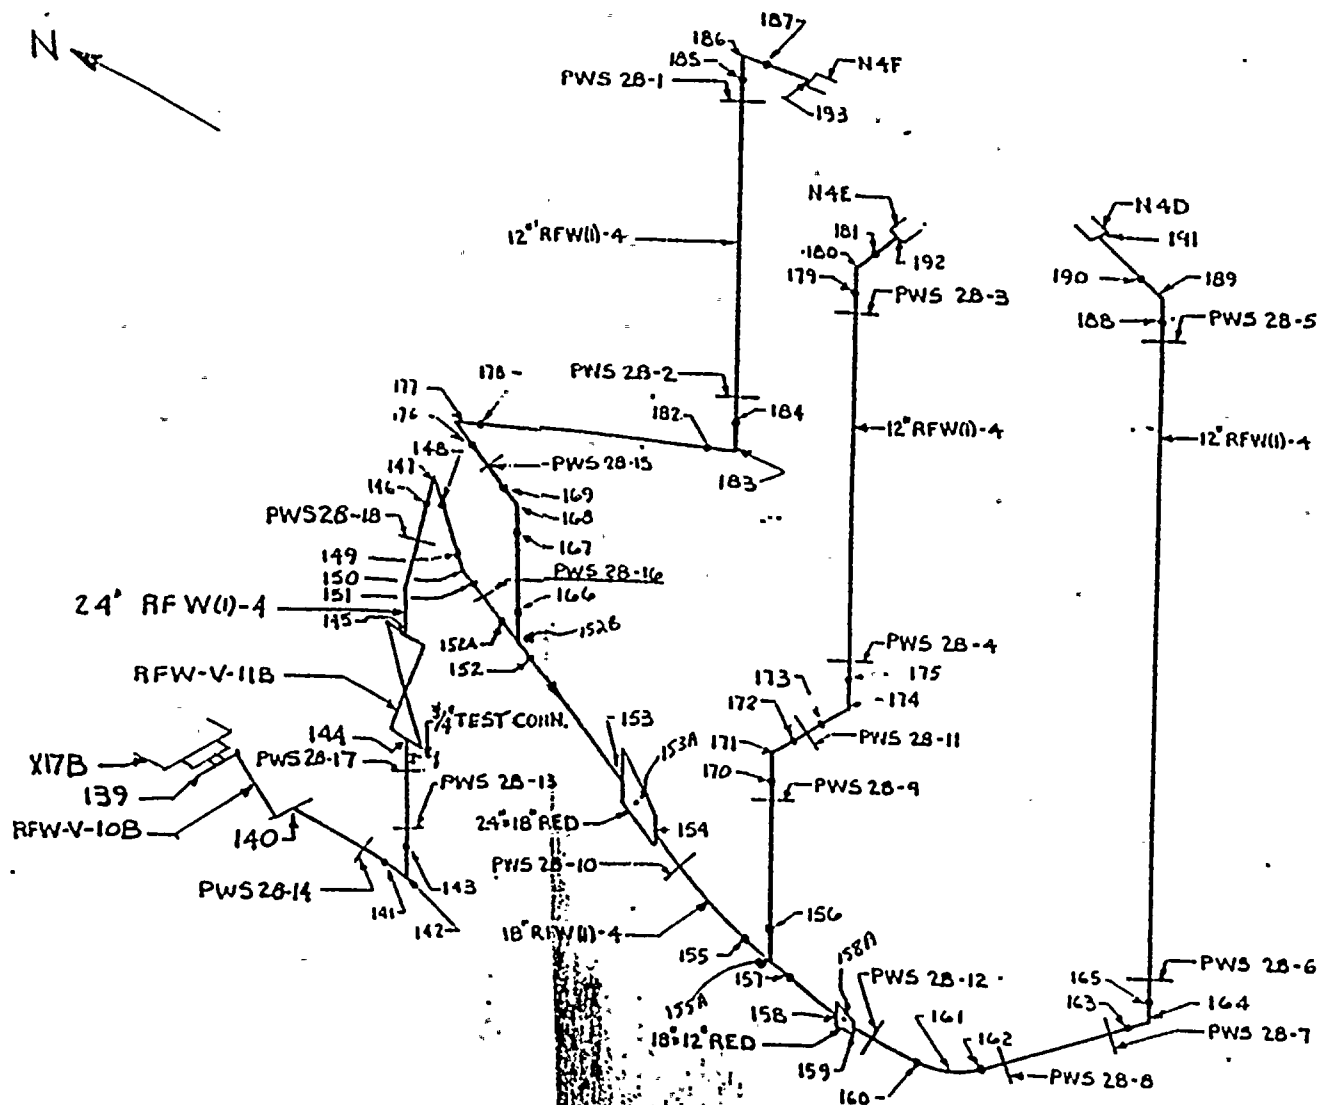 N
187
186
185
PWS 28-1
N4F
193
N4E
N4D
12" RFW(1)-4
181
180
192
191
179
190
189
PWS 28-3
188
PWS 28-5
PWS 28-2
178
177
182
184
176
12" RFW(1)-4
12" RFW(1)-4
148
147
PWS 28-15
146
169
183
PWS 28-18
168
167
149
150
PWS 28-16
151
166
24" RFW(1)-4
145
152A
152B
PWS 28-4
152
175
RFW-V-11B
173
174
172
3/4" TEST CONN.
153
153A
PWS 28-11
144
171
X17B
PWS 28-17
170
PWS 28-13
139
PWS 28-9
24"x18" RED
154
RFW-V-10B
140
PWS 28-10
PWS 28-14
143
141
156
142
18" RFW(1)-4
155
158A
155A
157
PWS 28-12
PWS 28-6
165
158
163
164
161
162
18"x12" RED
159
PWS 28-7
PWS 28-8
160